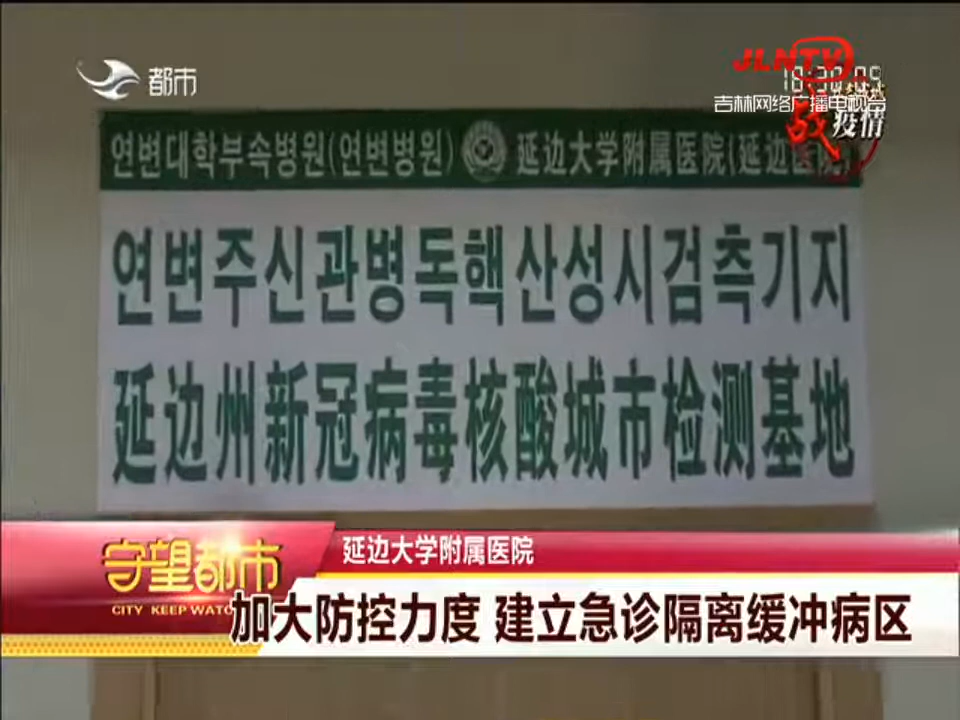 都市
JLNTV
吉林网络广播电视台
战疫情
연변대학부속병원(연변병원) 延边大学附属医院(延边医院)
연변주신관병독핵산성시검측기지
延边州新冠病毒核酸城市检测基地
守望都市
CITY KEEP WATC
延边大学附属医院
加大防控力度 建立急诊隔离缓冲病区